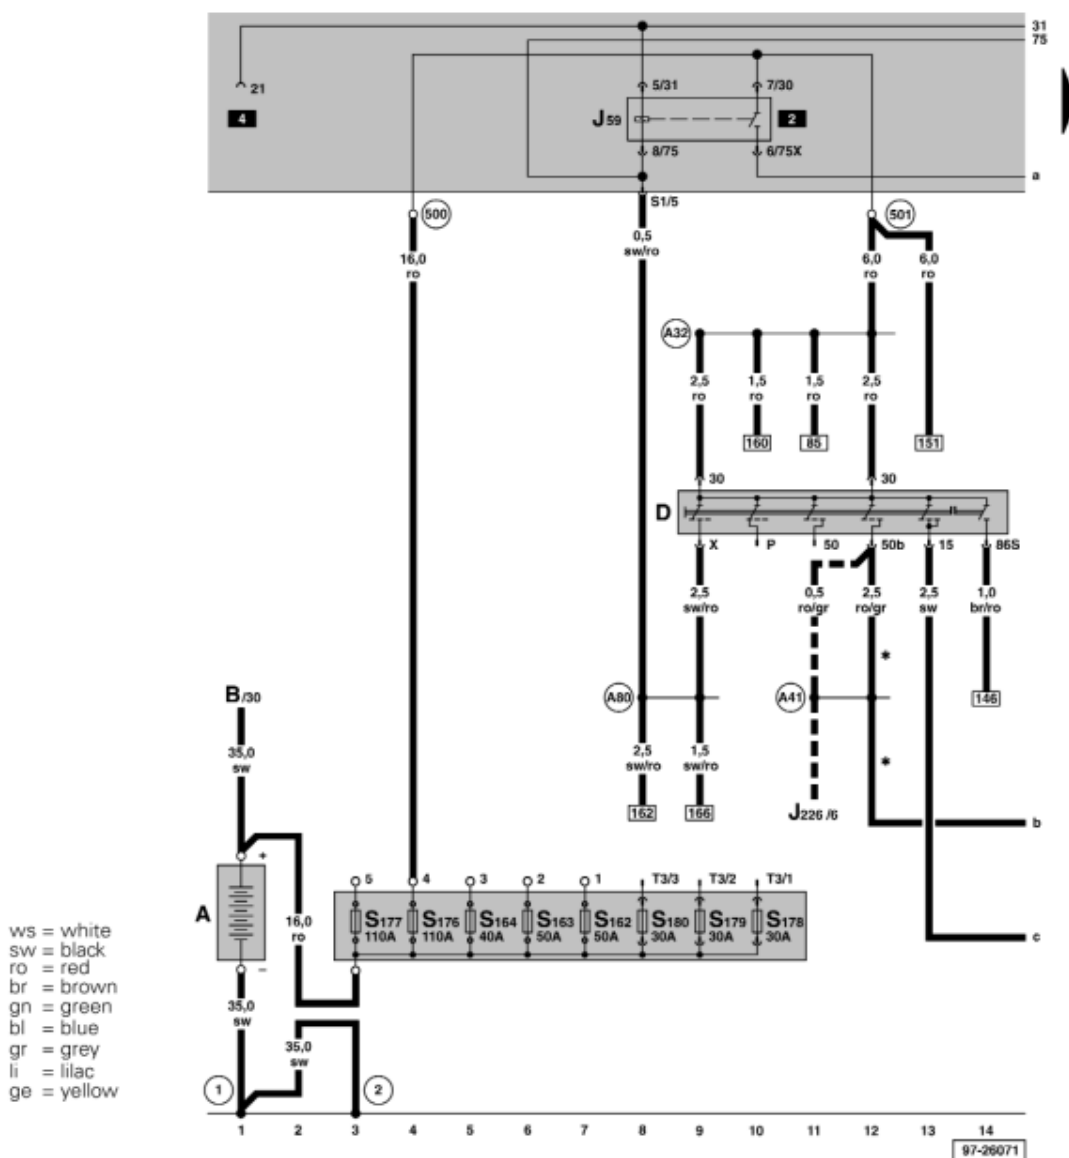 31
75
21
5/31
7/30
4
J59
2
8/75
6/75X
a
S1/5
500
501
16,0
ro
0,5
sw/ro
6,0
ro
6,0
ro
A32
2,5
ro
1,5
ro
1,5
ro
2,5
ro
160
85
151
30
30
D
X
P
50
50b
15
86S
2,5
sw/ro
0,5
ro/gr
2,5
ro/gr
2,5
sw
1,0
br/ro
*
A80
A41
146
B/30
35,0
sw
2,5
sw/ro
1,5
sw/ro
*
162
166
J226/6
b
+
A
5
4
3
2
1
T3/3
T3/2
T3/1
S177
110A
S176
110A
S164
40A
S163
50A
S162
50A
S180
30A
S179
30A
S178
30A
16,0
ro
c
–
ws = white
sw = black
ro = red
br = brown
gn = green
bl = blue
gr = grey
li = lilac
ge = yellow
35,0
sw
35,0
sw
1
2
1 2 3 4 5 6 7 8 9 10 11 12 13 14
97-26071